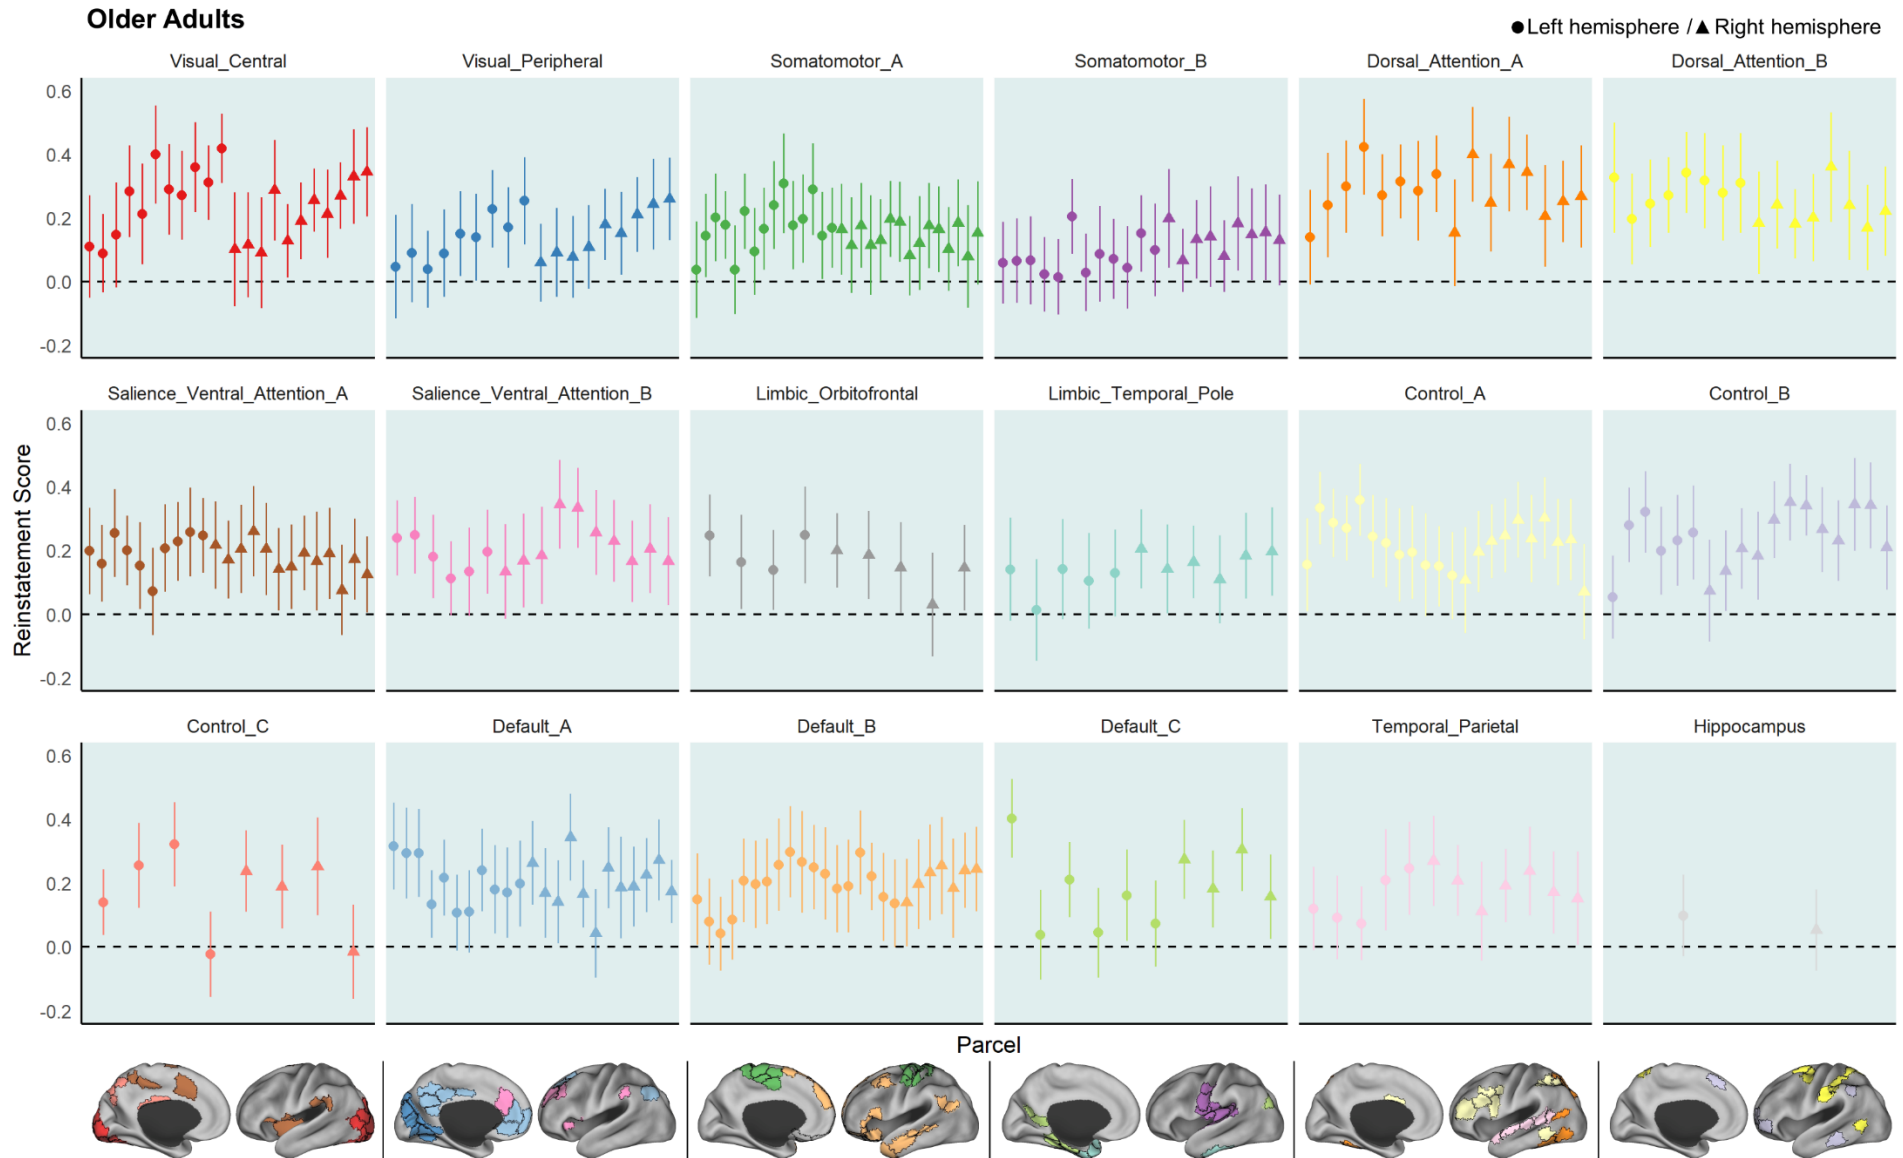 Older Adults
● Left hemisphere / ▲ Right hemisphere
Visual_Central
Visual_Peripheral
Somatomotor_A
Somatomotor_B
Dorsal_Attention_A
Dorsal_Attention_B
0.6
0.4
0.2
0.0
-0.2
Salience_Ventral_Attention_A
Salience_Ventral_Attention_B
Limbic_Orbitofrontal
Limbic_Temporal_Pole
Control_A
Control_B
0.6
0.4
0.2
0.0
-0.2
Reinstatement Score
Control_C
Default_A
Default_B
Default_C
Temporal_Parietal
Hippocampus
0.6
0.4
0.2
0.0
-0.2
Parcel